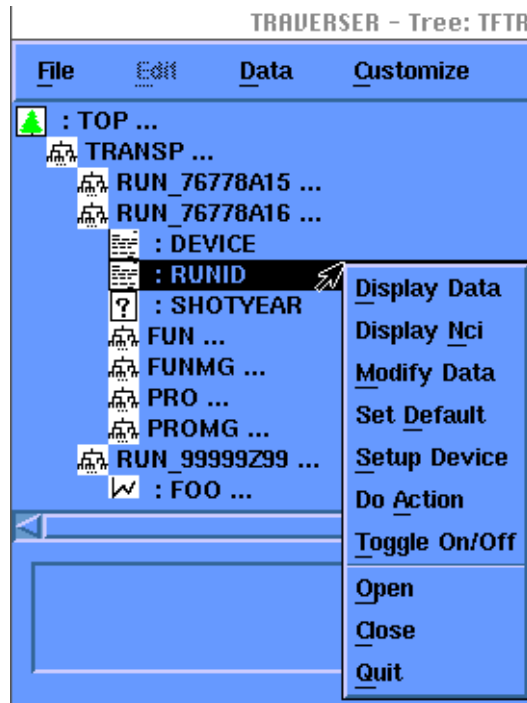 TRAVERSER - Tree: TFTR
File Edit Data Customize
: TOP ...
TRANSP ...
RUN_76778A15 ...
RUN_76778A16 ...
: DEVICE
: RUNID
? : SHOTYEAR
FUN ...
FUNMG ...
PRO ...
PROMG ...
RUN_99999Z99 ...
: FOO ...
Display Data
Display Nci
Modify Data
Set Default
Setup Device
Do Action
Toggle On/Off
Open
Close
Quit